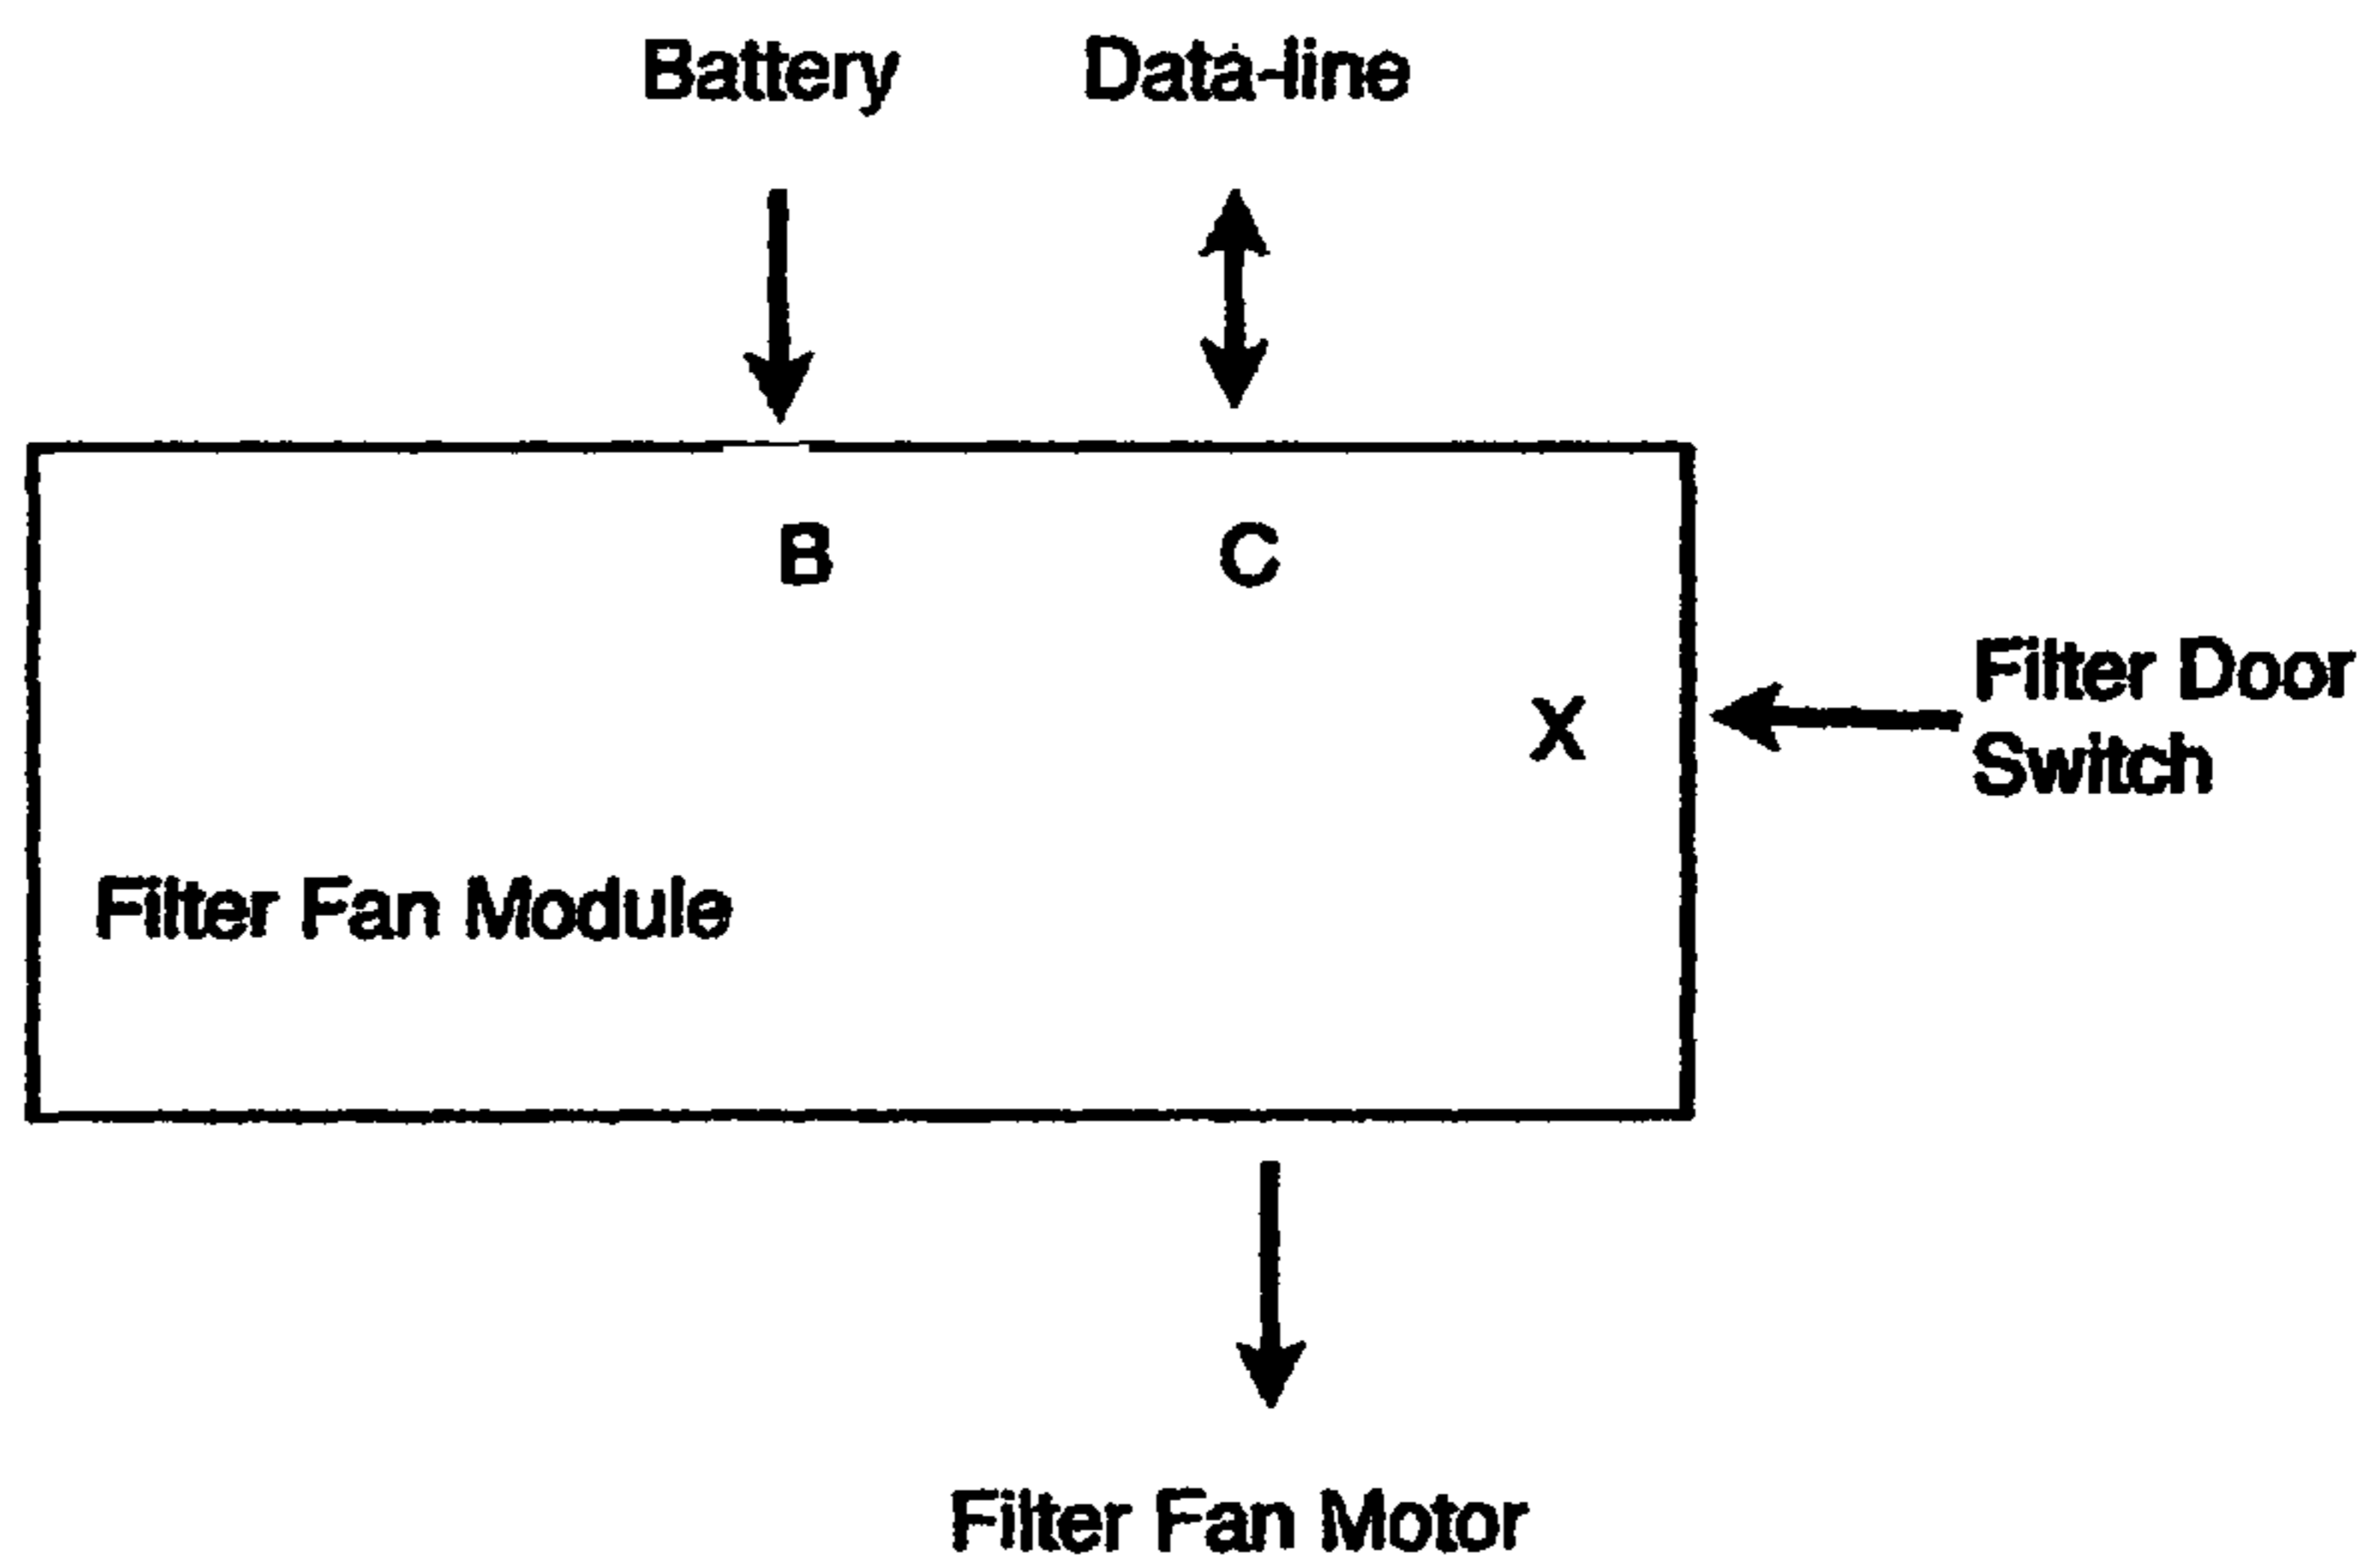 Battery
Data-line
B
C
X
Filter Door
Switch
Filter Fan Module
Filter Fan Motor